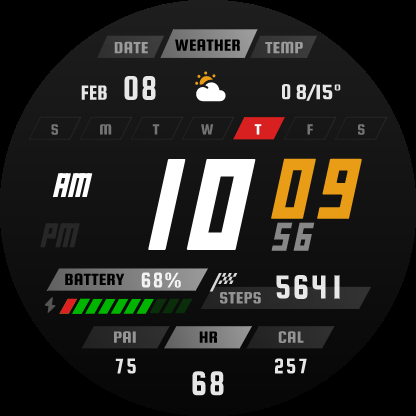 DATE WEATHER TEMP
FEB 08 0 8/15°
S M T W T F S
AM 10 09
PM 56
BATTERY 68% STEPS 5641
PAI HR CAL
75 68 257